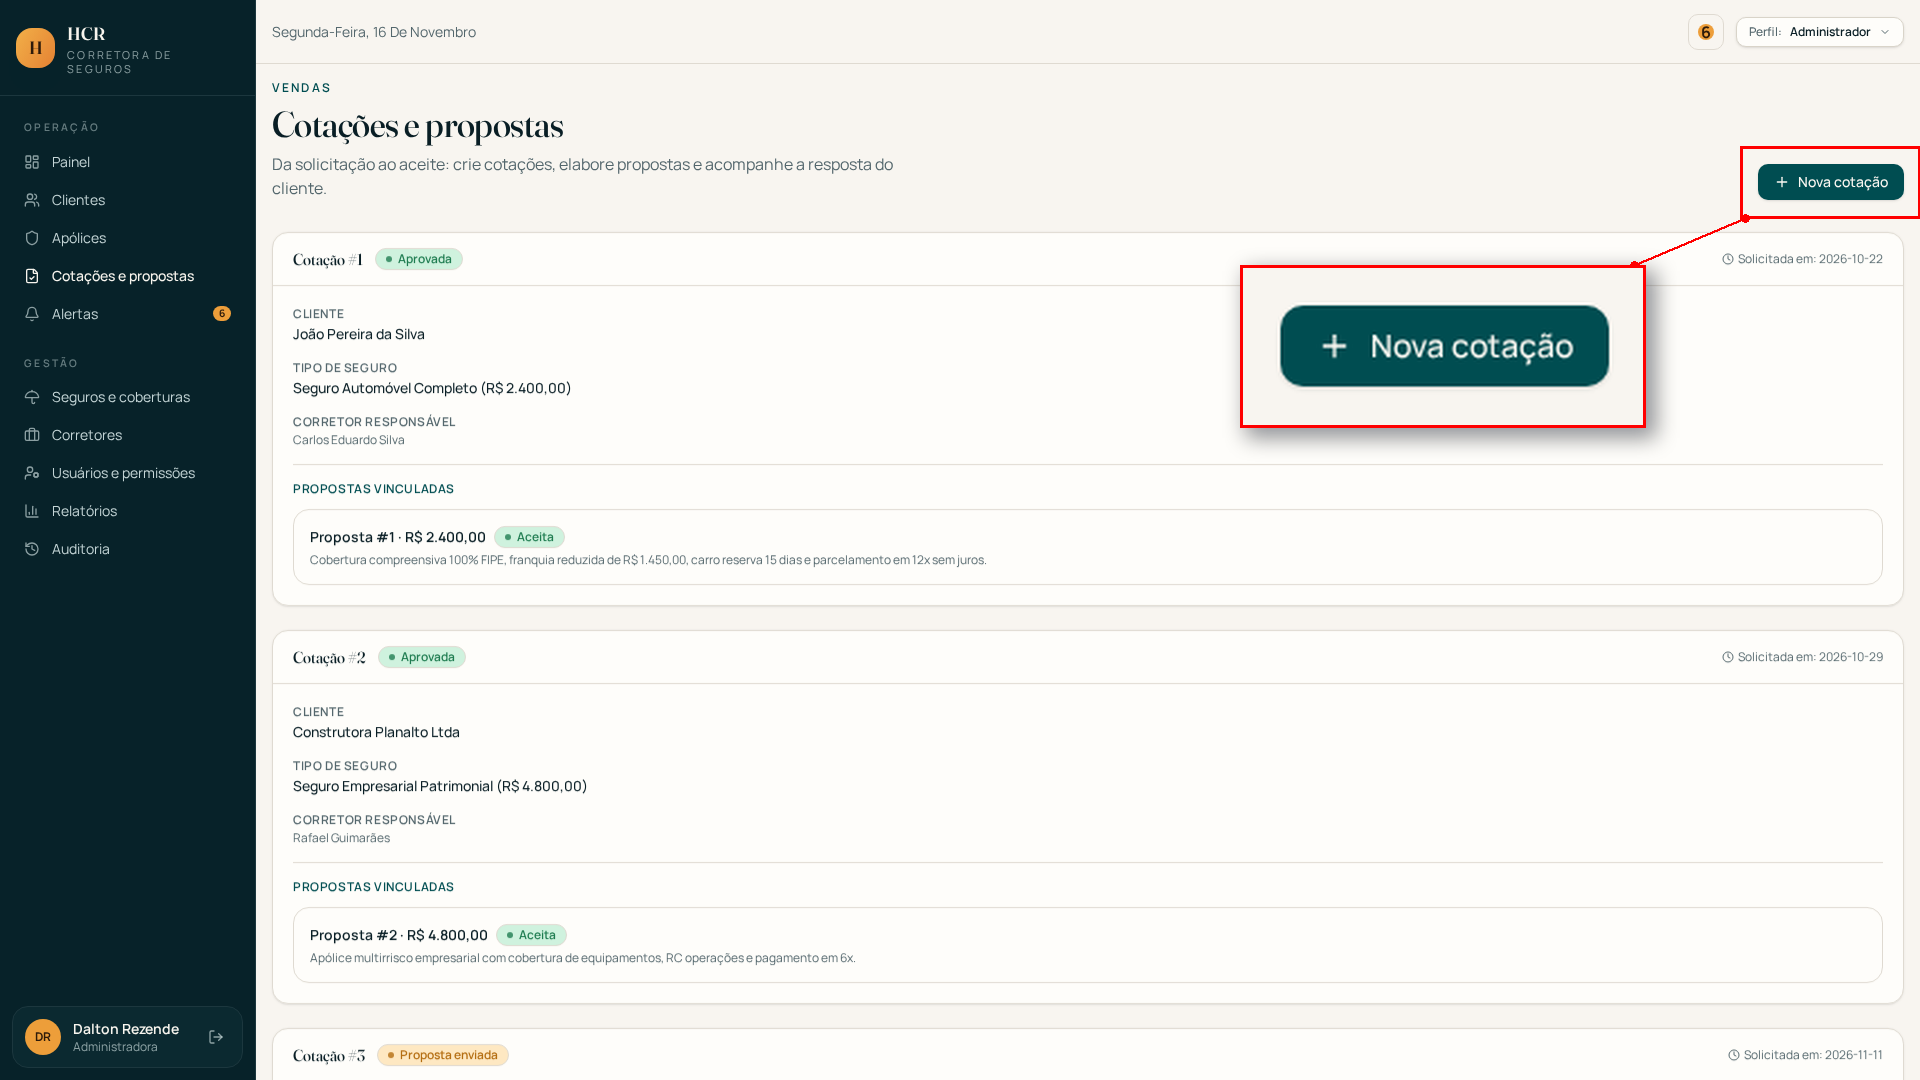 H
HCR
CORRETORA DE
SEGUROS
OPERAÇÃO
Painel
Clientes
Apólices
Cotações e propostas
Alertas 6
GESTÃO
Seguros e coberturas
Corretores
Usuários e permissões
Relatórios
Auditoria
DR Dalton Rezende
Administradora
Segunda-Feira, 16 De Novembro
6
Perfil: Administrador
VENDAS
Cotações e propostas
Da solicitação ao aceite: crie cotações, elabore propostas e acompanhe a resposta do
cliente.
+ Nova cotação
Cotação #1 Aprovada Solicitada em: 2026-10-22
+ Nova cotação
CLIENTE
João Pereira da Silva
TIPO DE SEGURO
Seguro Automóvel Completo (R$ 2.400,00)
CORRETOR RESPONSÁVEL
Carlos Eduardo Silva
PROPOSTAS VINCULADAS
Proposta #1 · R$ 2.400,00 Aceita
Cobertura compreensiva 100% FIPE, franquia reduzida de R$ 1.450,00, carro reserva 15 dias e parcelamento em 12x sem juros.
Cotação #2 Aprovada Solicitada em: 2026-10-29
CLIENTE
Construtora Planalto Ltda
TIPO DE SEGURO
Seguro Empresarial Patrimonial (R$ 4.800,00)
CORRETOR RESPONSÁVEL
Rafael Guimarães
PROPOSTAS VINCULADAS
Proposta #2 · R$ 4.800,00 Aceita
Apólice multirrisco empresarial com cobertura de equipamentos, RC operações e pagamento em 6x.
Cotação #3 Proposta enviada Solicitada em: 2026-11-11